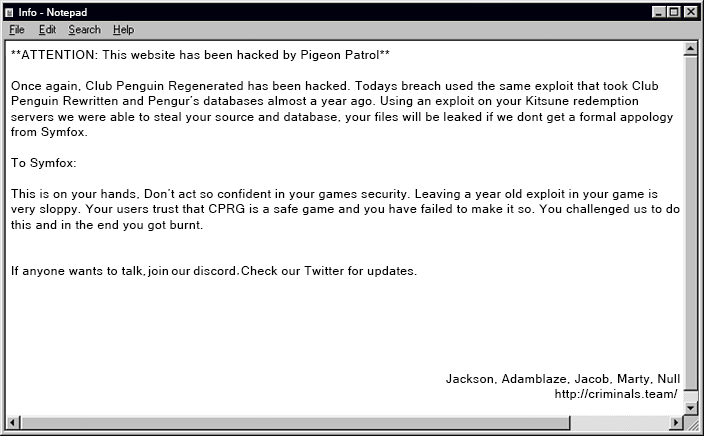 Info - Notepad
File Edit Search Help
**ATTENTION: This website has been hacked by Pigeon Patrol**
Once again, Club Penguin Regenerated has been hacked. Todays breach used the same exploit that took Club
Penguin Rewritten and Pengur's databases almost a year ago. Using an exploit on your Kitsune redemption
servers we were able to steal your source and database, your files will be leaked if we dont get a formal appology
from Symfox.
To Symfox:
This is on your hands, Don't act so confident in your games security. Leaving a year old exploit in your game is
very sloppy. Your users trust that CPRG is a safe game and you have failed to make it so. You challenged us to do
this and in the end you got burnt.
If anyone wants to talk, join our discord. Check our Twitter for updates.
Jackson, Adamblaze, Jacob, Marty, Null
http://criminals.team/